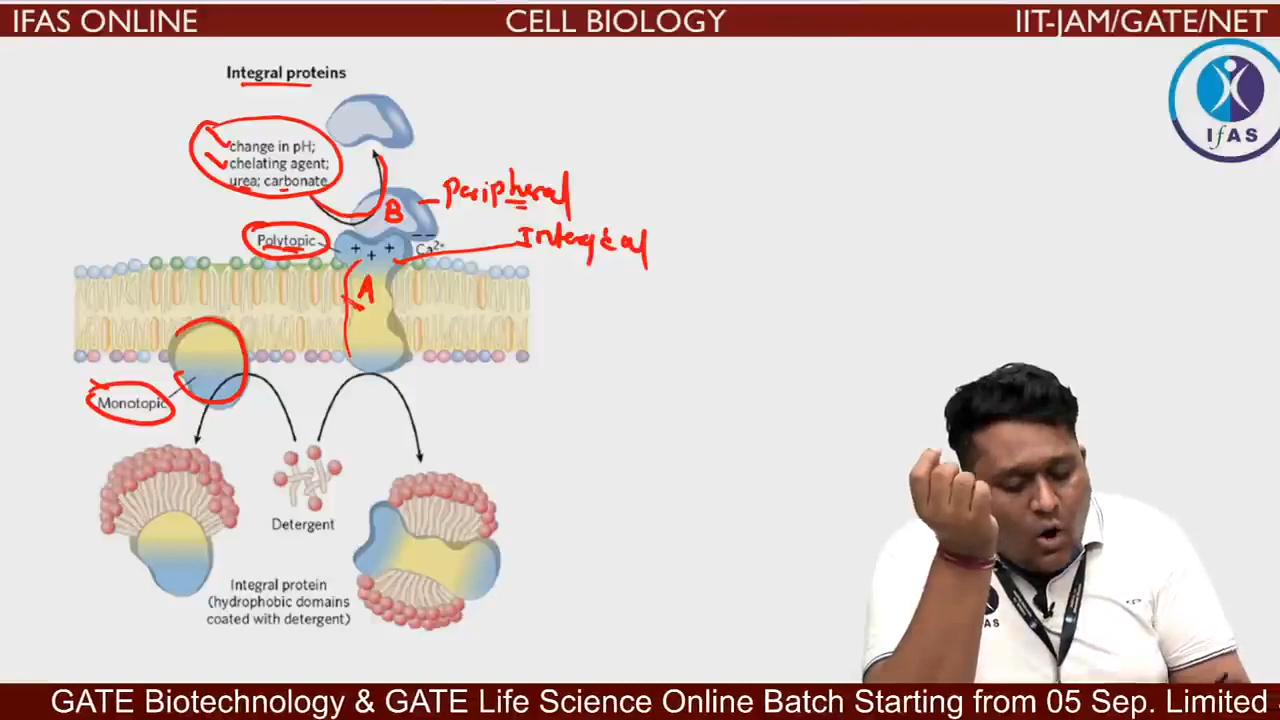 IFAS ONLINE
CELL BIOLOGY
IIT-JAM/GATE/NET
IfAS
Integral proteins
change in pH;
chelating agent;
urea; carbonate
B
Peripheral
Polytopic
Integral
+ + +
– –
Ca2+
A
Monotopic
Detergent
Integral protein
(hydrophobic domains
coated with detergent)
IFAS
GATE Biotechnology & GATE Life Science Online Batch Starting from 05 Sep. Limited